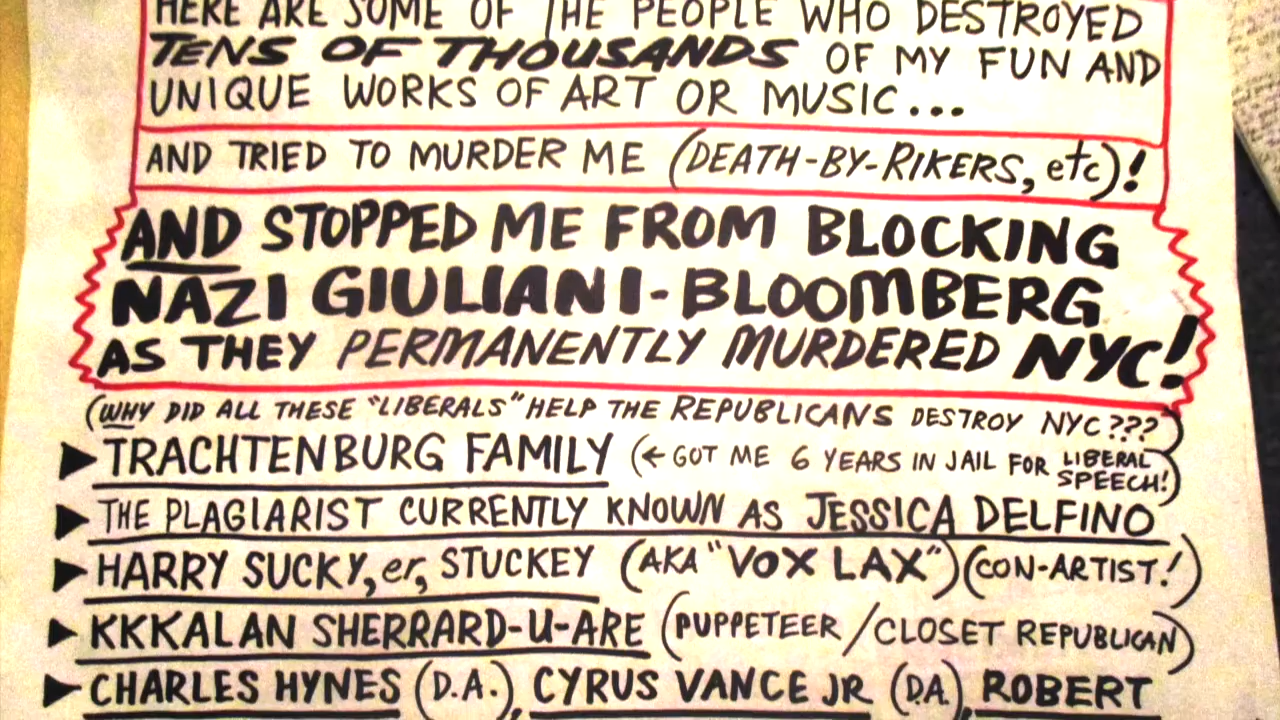 HERE ARE SOME OF THE PEOPLE WHO DESTROYED
TENS OF THOUSANDS OF MY FUN AND
UNIQUE WORKS OF ART OR MUSIC...
AND TRIED TO MURDER ME (DEATH-BY-RIKERS, etc)!
AND STOPPED ME FROM BLOCKING
NAZI GIULIANI-BLOOMBERG
AS THEY PERMANENTLY MURDERED NYC!
(WHY DID ALL THESE "LIBERALS" HELP THE REPUBLICANS DESTROY NYC???)
►TRACHTENBURG FAMILY (←GOT ME 6 YEARS IN JAIL FOR LIBERAL SPEECH!)
►THE PLAGIARIST CURRENTLY KNOWN AS JESSICA DELFINO
►HARRY SUCKY, er, STUCKEY (AKA "VOX LAX") (CON-ARTIST!)
►KKKALAN SHERRARD-U-ARE (PUPPETEER/CLOSET REPUBLICAN)
►CHARLES HYNES (D.A.), CYRUS VANCE JR (D.A.), ROBERT